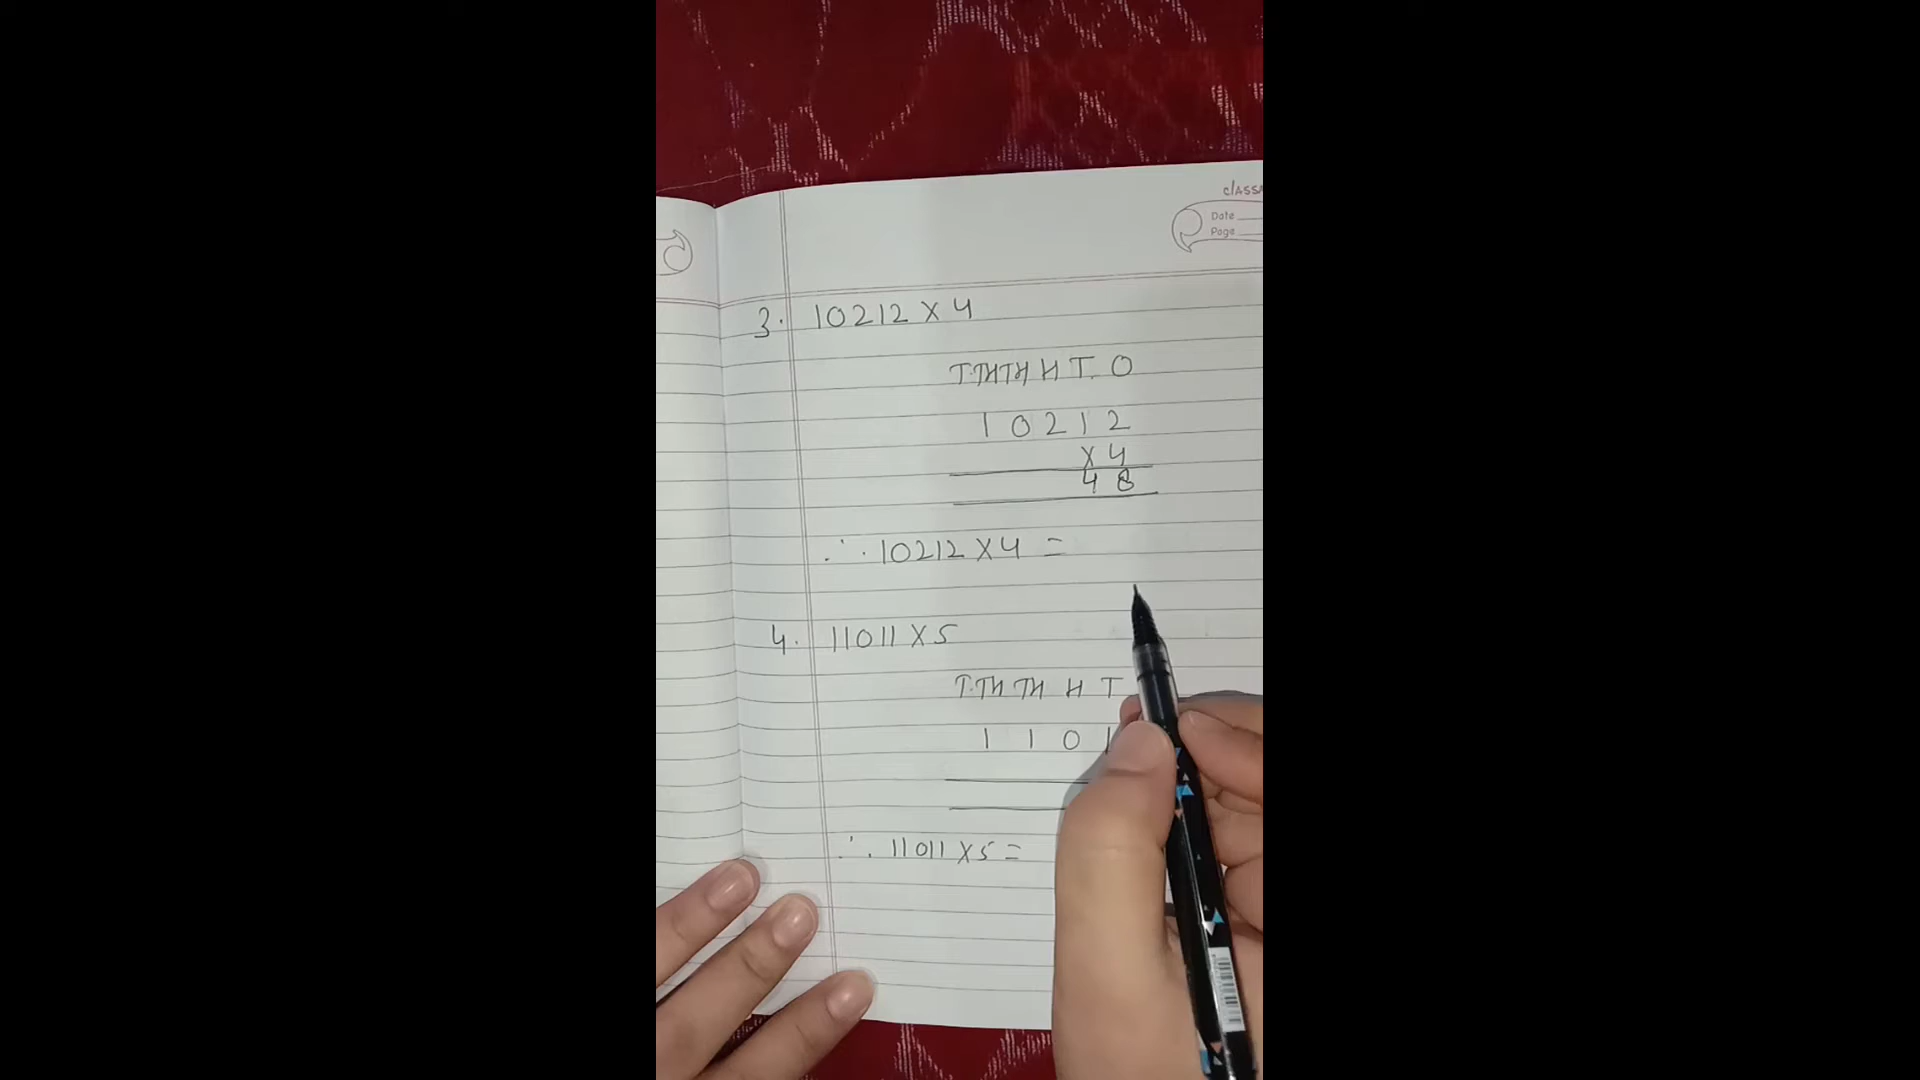 classm
Date
Page
3. 10212 X 4
T.TH TH H T. O
1 0 2 1 2
X 4
4 8
∴ 10212 X 4 =
4. 11011 X 5
T.TH TH H T
1 1 0 1
∴ 11011 X 5 =